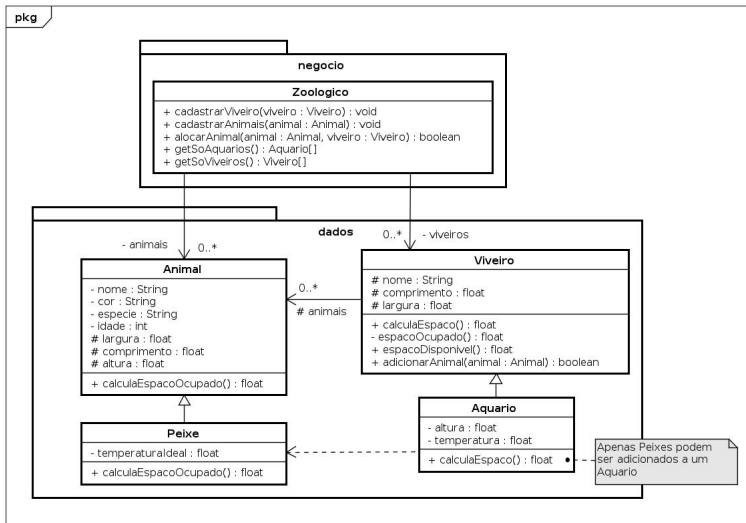 pkg
negocio
Zoologico
+ cadastrarViveiro(viveiro : Viveiro) : void
+ cadastrarAnimais(animal : Animal) : void
+ alocarAnimal(animal : Animal, viveiro : Viveiro) : boolean
+ getSoAquarios() : Aquario[]
+ getSoViveiros() : Viveiro[]
- animais
0..*
0..*
- viveiros
dados
Animal
- nome : String
- cor : String
- especie : String
- idade : int
# largura : float
# comprimento : float
# altura : float
+ calculaEspacoOcupado() : float
0..*
# animais
Viveiro
# nome : String
# comprimento : float
# largura : float
+ calculaEspaco() : float
- espacoOcupado() : float
+ espacoDisponivel() : float
+ adicionarAnimal(animal : Animal) : boolean
Peixe
- temperaturaIdeal : float
+ calculaEspacoOcupado() : float
Aquario
- altura : float
- temperatura : float
+ calculaEspaco() : float
Apenas Peixes podem
ser adicionados a um
Aquario